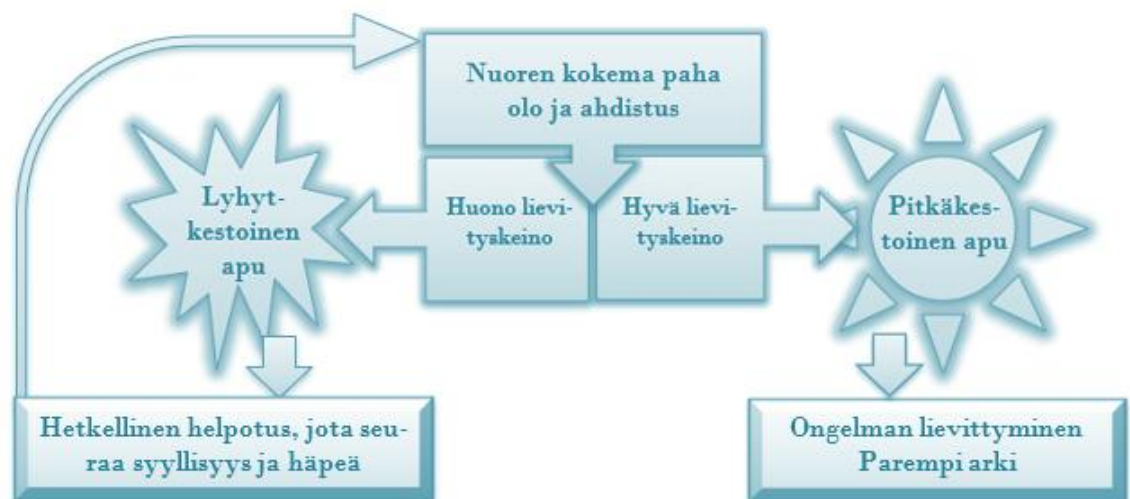 Nuoren kokema paha
olo ja ahdistus
Lyhyt-
kestoinen
apu
Huono lievi-
tyskeino
Hyvä lievi-
tyskeino
Pitkäkes-
toinen apu
Hetkellinen helpotus, jota seu-
raa syyllisyys ja häpeä
Ongelman lievittyminen
Parempi arki